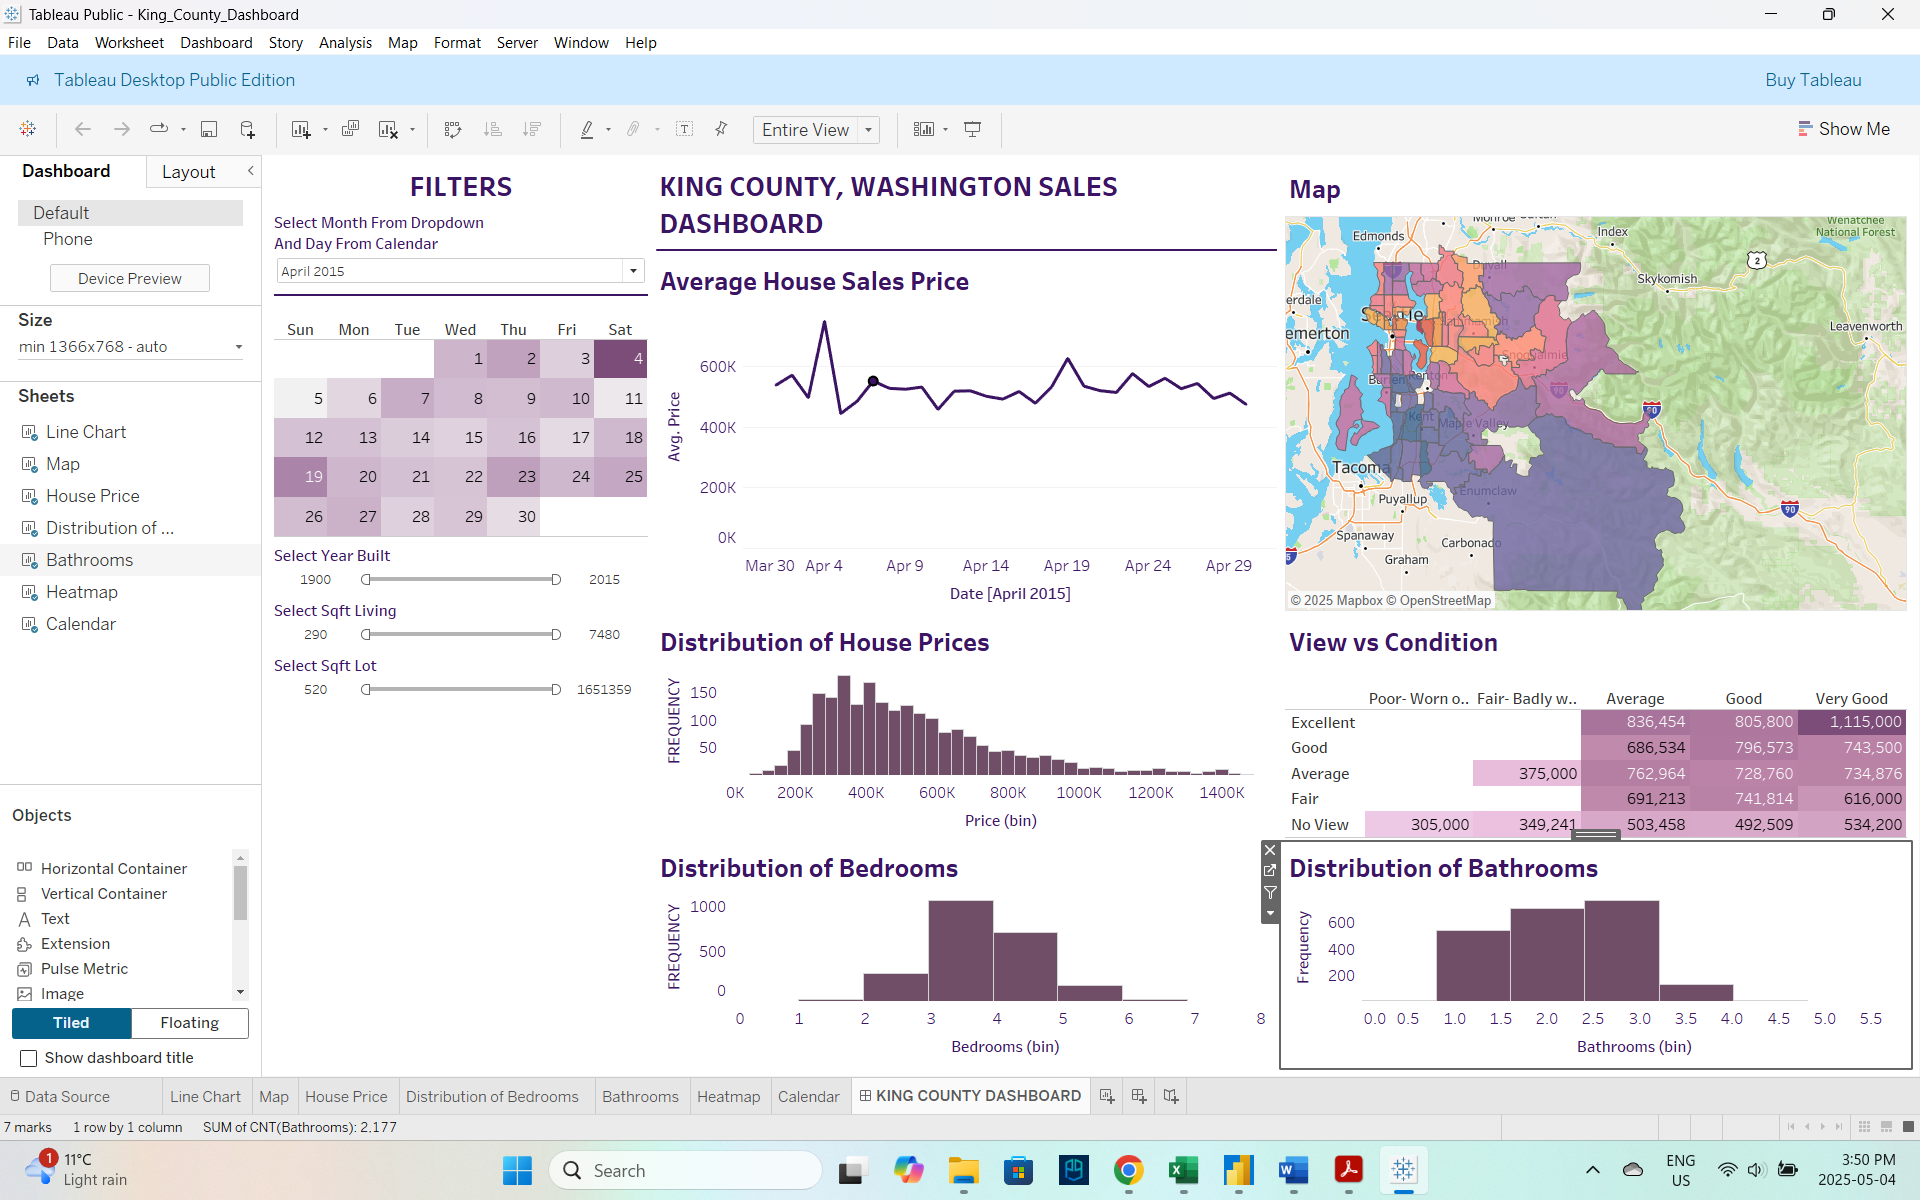 Tableau Public - King_County_Dashboard
File Data Worksheet Dashboard Story Analysis Map Format Server Window Help
Tableau Desktop Public Edition
Buy Tableau
Entire View
Show Me
Dashboard
Layout
Default
Phone
Device Preview
Size
min 1366x768 - auto
Sheets
Line Chart
Map
House Price
Distribution of ...
Bathrooms
Heatmap
Calendar
Objects
Horizontal Container
Vertical Container
Text
Extension
Pulse Metric
Image
Tiled
Floating
Show dashboard title
FILTERS
Select Month From Dropdown
And Day From Calendar
April 2015
Sun Mon Tue Wed Thu Fri Sat
1 2 3 4
5 6 7 8 9 10 11
12 13 14 15 16 17 18
19 20 21 22 23 24 25
26 27 28 29 30
Select Year Built
1900 2015
Select Sqft Living
290 7480
Select Sqft Lot
520 1651359
KING COUNTY, WASHINGTON SALES
DASHBOARD
Average House Sales Price
Avg. Price
600K
400K
200K
0K
Mar 30 Apr 4 Apr 9 Apr 14 Apr 19 Apr 24 Apr 29
Date [April 2015]
Distribution of House Prices
FREQUENCY
150
100
50
0K 200K 400K 600K 800K 1000K 1200K 1400K
Price (bin)
Distribution of Bedrooms
FREQUENCY
1000
500
0
0 1 2 3 4 5 6 7 8
Bedrooms (bin)
Map
Edmonds
Index
Wenatchee
National Forest
2
Duvall
Skykomish
erdale
emerton
Leavenworth
Snoqualmie
Renton
90
90
90
Kent
Maple Valley
Tacoma
Enumclaw
Puyallup
Spanaway
Carbonado
5
Graham
© 2025 Mapbox © OpenStreetMap
View vs Condition
Poor- Worn o.. Fair- Badly w... Average Good Very Good
Excellent 836,454 805,800 1,115,000
Good 686,534 796,573 743,500
Average 375,000 762,964 728,760 734,876
Fair 691,213 741,814 616,000
No View 305,000 349,241 503,458 492,509 534,200
Distribution of Bathrooms
Frequency
600
400
200
0.0 0.5 1.0 1.5 2.0 2.5 3.0 3.5 4.0 4.5 5.0 5.5
Bathrooms (bin)
Data Source
Line Chart
Map
House Price
Distribution of Bedrooms
Bathrooms
Heatmap
Calendar
KING COUNTY DASHBOARD
7 marks 1 row by 1 column SUM of CNT(Bathrooms): 2,177
1
11°C
Light rain
Search
ENG
US
3:50 PM
2025-05-04